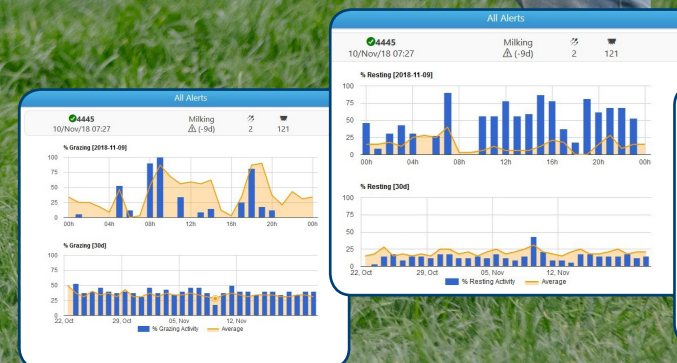 All Alerts
4445
Milking
10/Nov/18 07:27
(-9d)
2
121
% Grazing [2018-11-09]
100
75
50
25
0
00h
04h
08h
12h
16h
20h
00h
% Grazing [30d]
100
75
50
25
0
22, Oct
29, Oct
05, Nov
12, Nov
% Grazing Activity
Average
All Alerts
4445
Milking
10/Nov/18 07:27
(-9d)
2
121
% Resting [2018-11-09]
100
75
50
25
0
00h
04h
08h
12h
16h
20h
00h
% Resting [30d]
100
75
50
25
0
22, Oct
29, Oct
05, Nov
12, Nov
% Resting Activity
Average